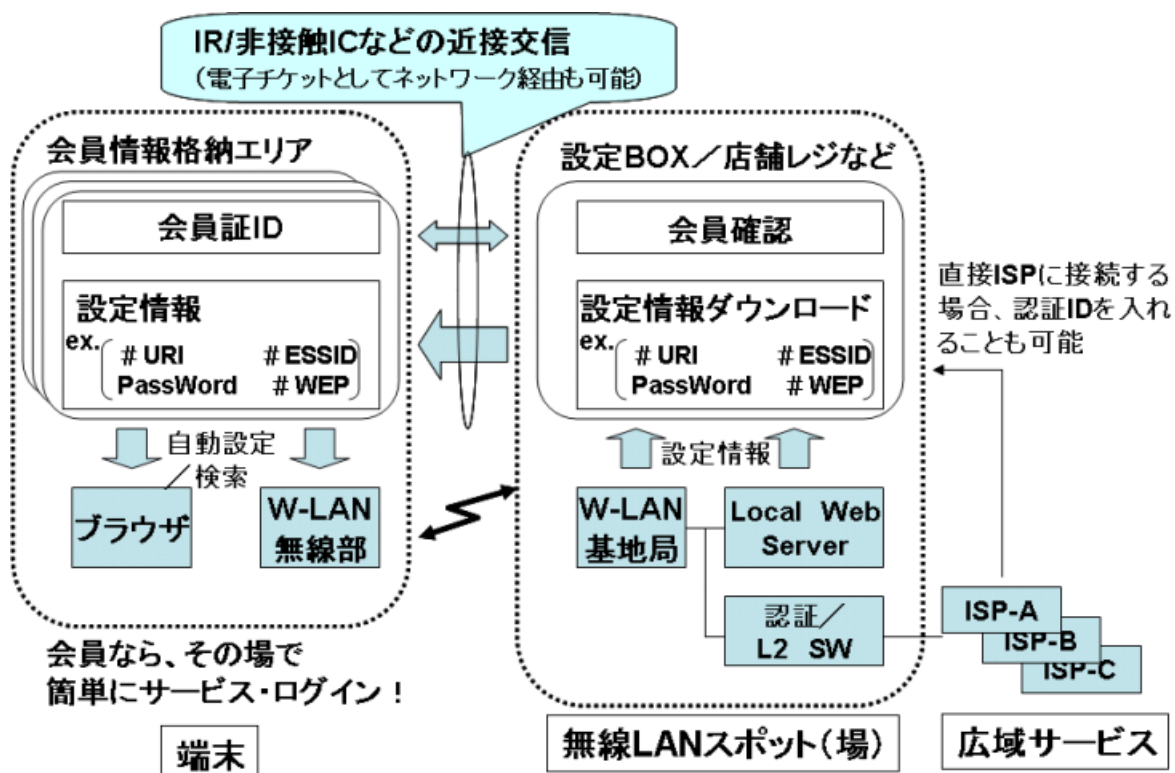 IR/非接触ICなどの近接交信
(電子チケットとしてネットワーク経由も可能)
会員情報格納エリア
会員証ID
設定情報
ex.
# URI # ESSID
PassWord # WEP
自動設定
／検索
ブラウザ
W-LAN
無線部
会員なら、その場で
簡単にサービス・ログイン！
端末
設定BOX／店舗レジなど
会員確認
設定情報ダウンロード
ex.
# URI # ESSID
PassWord # WEP
設定情報
W-LAN
基地局
Local Web
Server
認証／
L2 SW
無線LANスポット(場)
直接ISPに接続する
場合、認証IDを入れ
ることも可能
ISP-A
ISP-B
ISP-C
広域サービス